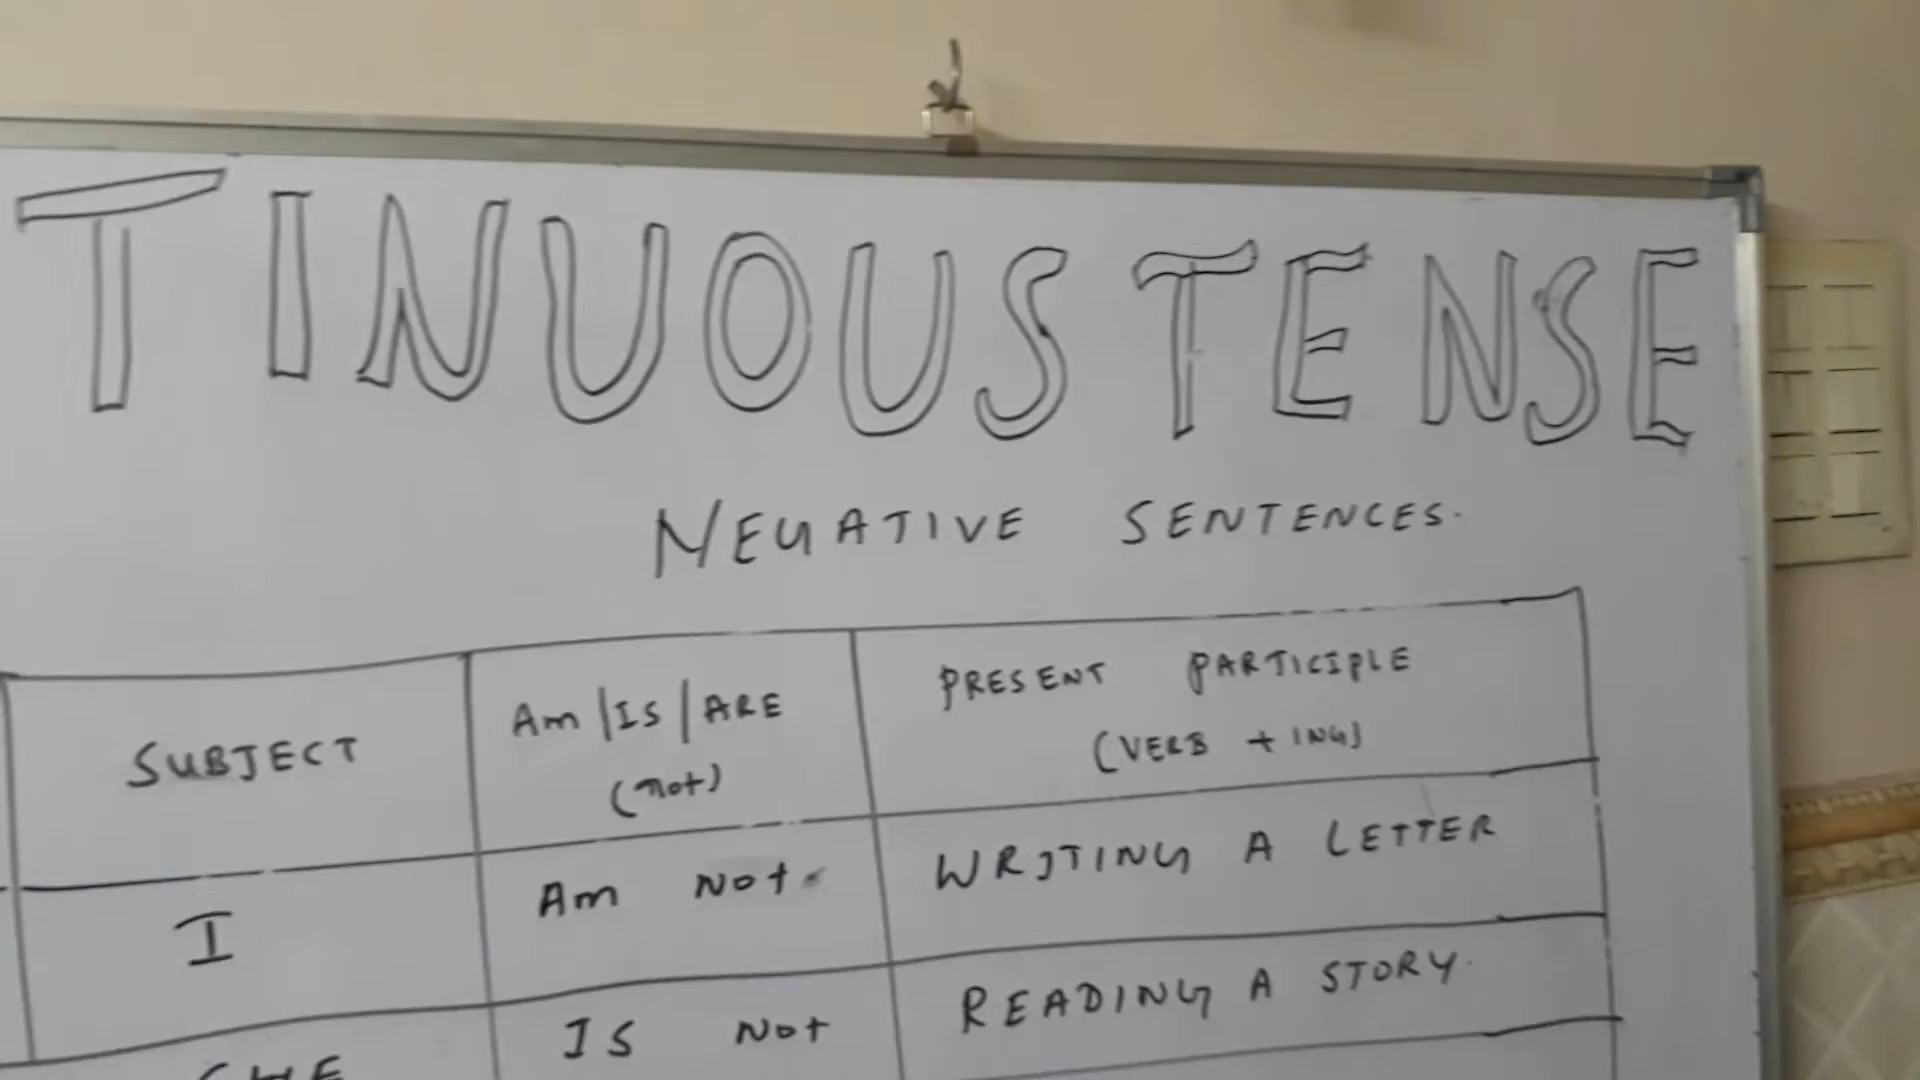 TINUOUS TENSE
NEGATIVE SENTENCES.
SUBJECT
Am/IS/ARE
(not)
PRESENT PARTICIPLE
(VERB + ING)
I
Am Not.
WRITING A LETTER
SHE
IS Not
READING A STORY.